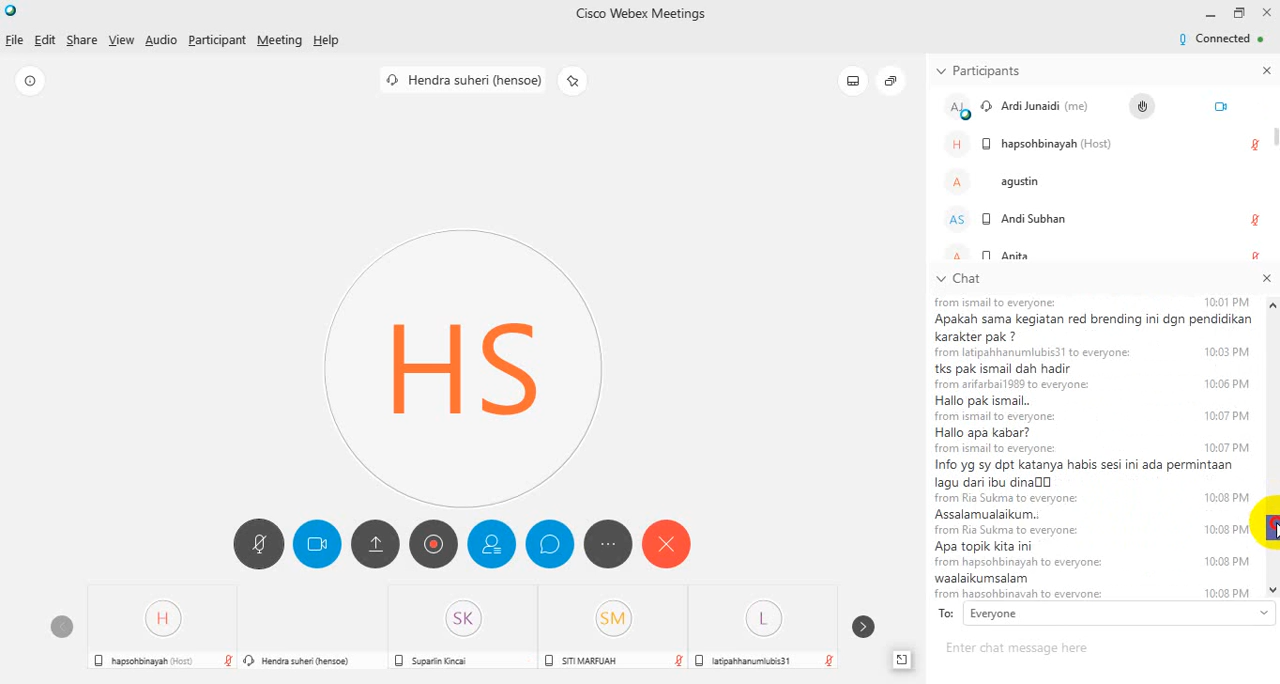 Cisco Webex Meetings
File Edit Share View Audio Participant Meeting Help
Connected
Hendra suheri (hensoe)
HS
H
hapsohbinayah (Host)
Hendra suheri (hensoe)
SK
Suparlin Kincai
SM
SITI MARFUAH
L
latipahhanumlubis31
Participants
AJ Ardi Junaidi (me)
H hapsohbinayah (Host)
A agustin
AS Andi Subhan
A Anita
Chat
from ismail to everyone: 10:01 PM
Apakah sama kegiatan red brending ini dgn pendidikan
karakter pak ?
from latipahhanumlubis31 to everyone: 10:03 PM
tks pak ismail dah hadir
from arifarbai1989 to everyone: 10:06 PM
Hallo pak ismail..
from ismail to everyone: 10:07 PM
Hallo apa kabar?
from ismail to everyone: 10:07 PM
Info yg sy dpt katanya habis sesi ini ada permintaan
lagu dari ibu dina
from Ria Sukma to everyone: 10:08 PM
Assalamualaikum..
from Ria Sukma to everyone: 10:08 PM
Apa topik kita ini
from hapsohbinayah to everyone: 10:08 PM
waalaikumsalam
from hapsohbinayah to everyone: 10:08 PM
To: Everyone
Enter chat message here